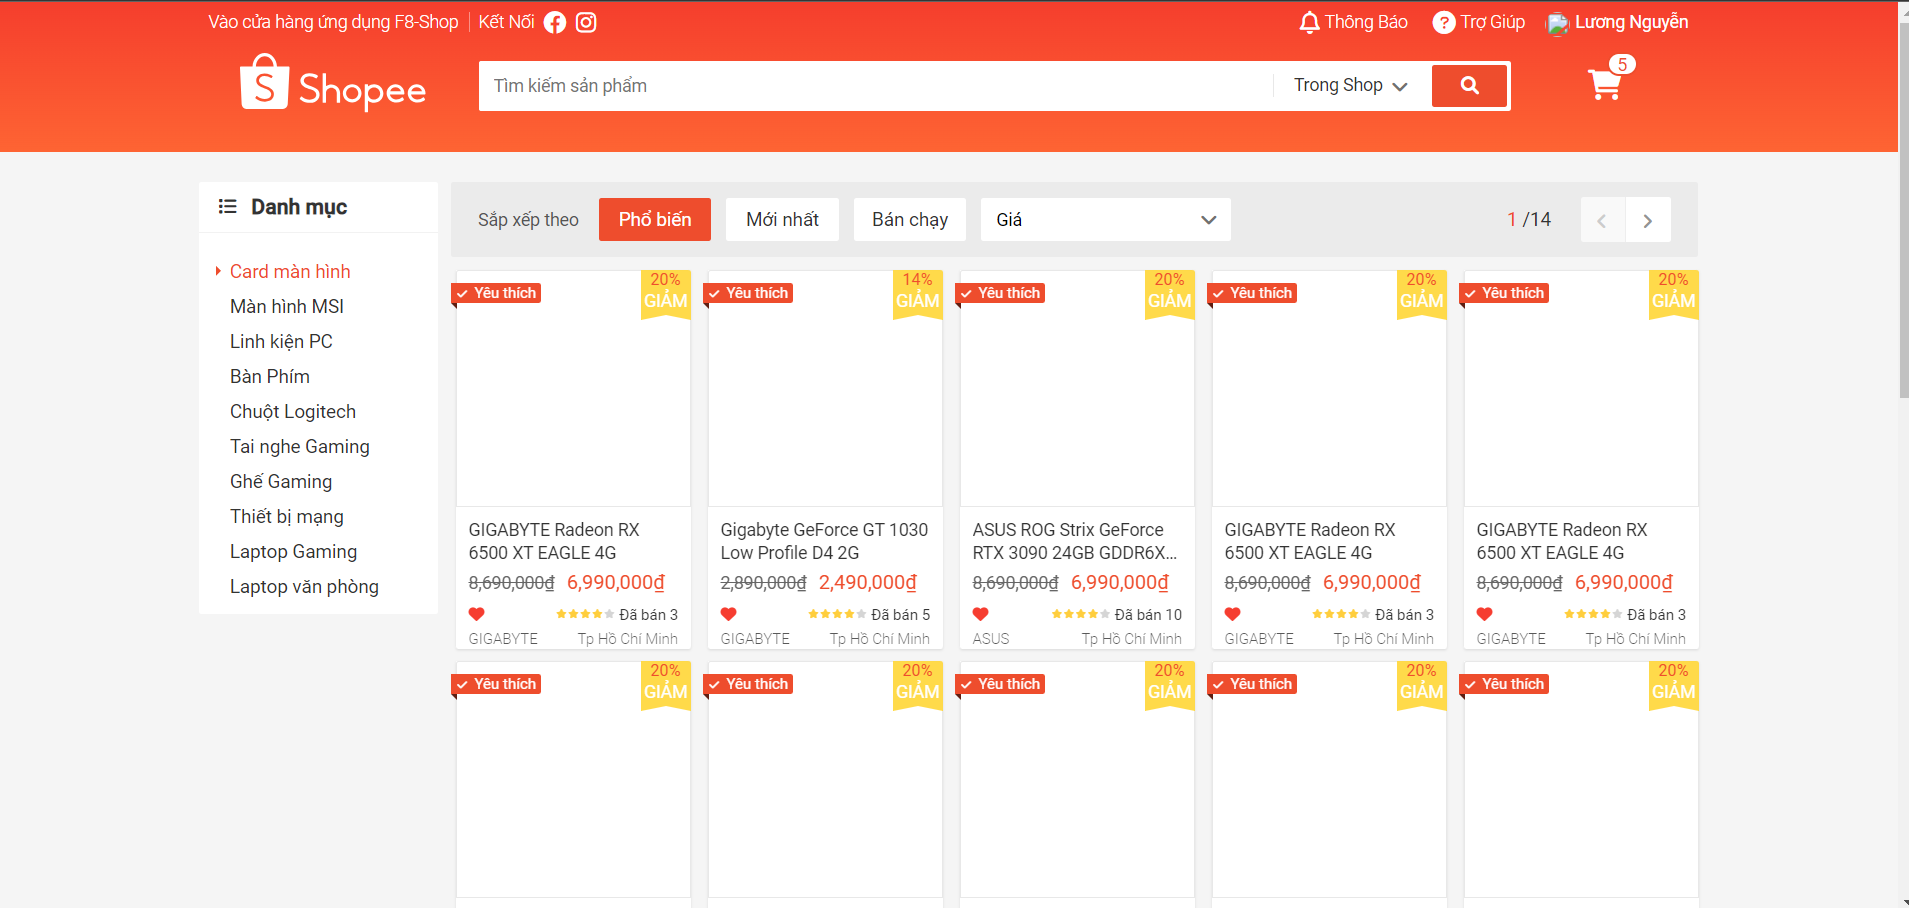 Vào cửa hàng ứng dụng F8-Shop
Kết Nối
Thông Báo
Trợ Giúp
Lương Nguyễn
Shopee
Tìm kiếm sản phẩm
Trong Shop
5
Danh mục
Card màn hình
Màn hình MSI
Linh kiện PC
Bàn Phím
Chuột Logitech
Tai nghe Gaming
Ghế Gaming
Thiết bị mạng
Laptop Gaming
Laptop văn phòng
Sắp xếp theo
Phổ biến
Mới nhất
Bán chạy
Giá
1 /14
Yêu thích
20%
GIẢM
GIGABYTE Radeon RX
6500 XT EAGLE 4G
8,690,000₫ 6,990,000₫
Đã bán 3
GIGABYTE Tp Hồ Chí Minh
Yêu thích
14%
GIẢM
Gigabyte GeForce GT 1030
Low Profile D4 2G
2,890,000₫ 2,490,000₫
Đã bán 5
GIGABYTE Tp Hồ Chí Minh
Yêu thích
20%
GIẢM
ASUS ROG Strix GeForce
RTX 3090 24GB GDDR6X...
8,690,000₫ 6,990,000₫
Đã bán 10
ASUS Tp Hồ Chí Minh
Yêu thích
20%
GIẢM
GIGABYTE Radeon RX
6500 XT EAGLE 4G
8,690,000₫ 6,990,000₫
Đã bán 3
GIGABYTE Tp Hồ Chí Minh
Yêu thích
20%
GIẢM
GIGABYTE Radeon RX
6500 XT EAGLE 4G
8,690,000₫ 6,990,000₫
Đã bán 3
GIGABYTE Tp Hồ Chí Minh
Yêu thích
20%
GIẢM
Yêu thích
20%
GIẢM
Yêu thích
20%
GIẢM
Yêu thích
20%
GIẢM
Yêu thích
20%
GIẢM